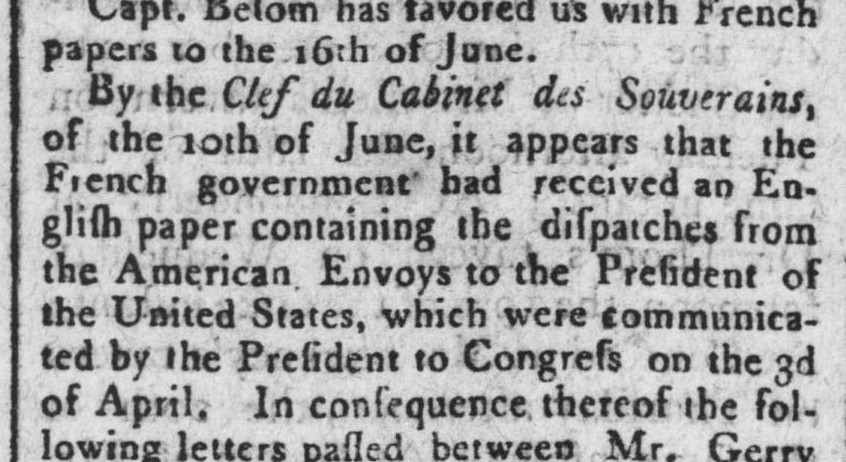 Capt. Belom has favored us with French
papers to the 16th of June.
By the Clef du Cabinet des Souverains,
of the 10th of June, it appears that the
French government had received an En-
gliſh paper containing the diſpatches from
the American Envoys to the Preſident of
the United States, which were communica-
ted by the Preſident to Congreſs on the 3d
of April. In conſequence thereof the fol-
lowing letters paſſed between Mr. Gerry